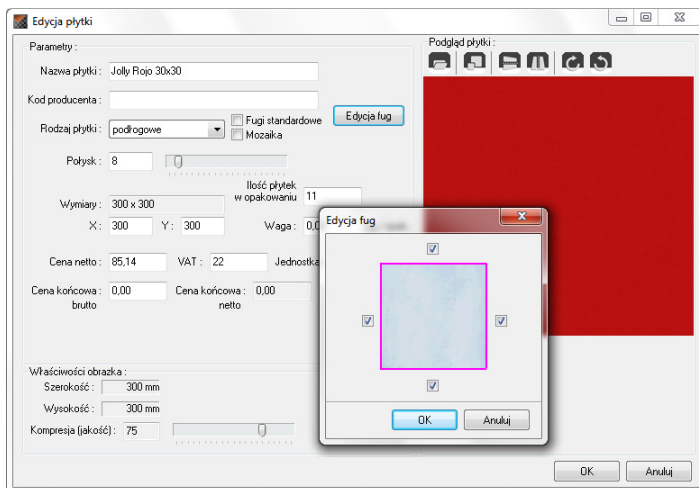 Edycja płytki
Parametry :
Podgląd płytki :
Nazwa płytki : Jolly Rojo 30x30
Kod producenta :
Rodzaj płytki : podłogowe
Fugi standardowe
Mozaika
Edycja fug
Połysk : 8
Ilość płytek
w opakowaniu 11
Wymiary : 300 x 300
X : 300 Y : 300 Waga :
Cena netto : 85,14 VAT : 22 Jednostka
Cena końcowa : 0,00 Cena końcowa : 0,00
brutto netto
Właściwości obrazka :
Szerokość : 300 mm
Wysokość : 300 mm
Kompresja (jakość) : 75
Edycja fug
OK Anuluj
OK Anuluj